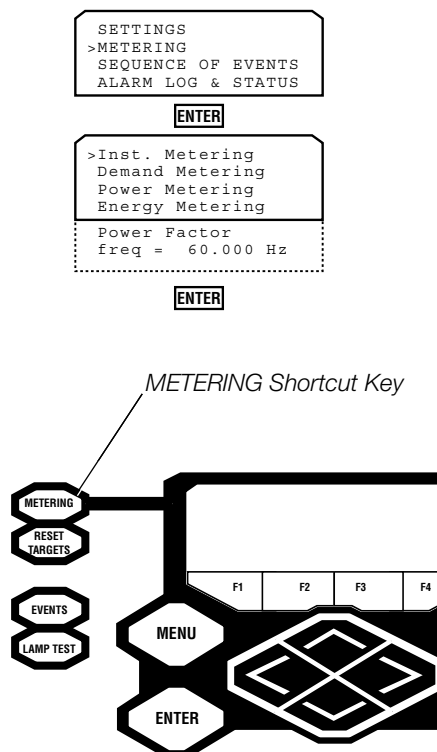 SETTINGS
>METERING
SEQUENCE OF EVENTS
ALARM LOG & STATUS
ENTER
>Inst. Metering
Demand Metering
Power Metering
Energy Metering
Power Factor
freq =  60.000 Hz
ENTER
METERING Shortcut Key
METERING
RESET
TARGETS
F1 F2 F3 F4
EVENTS
MENU
LAMP TEST
ENTER